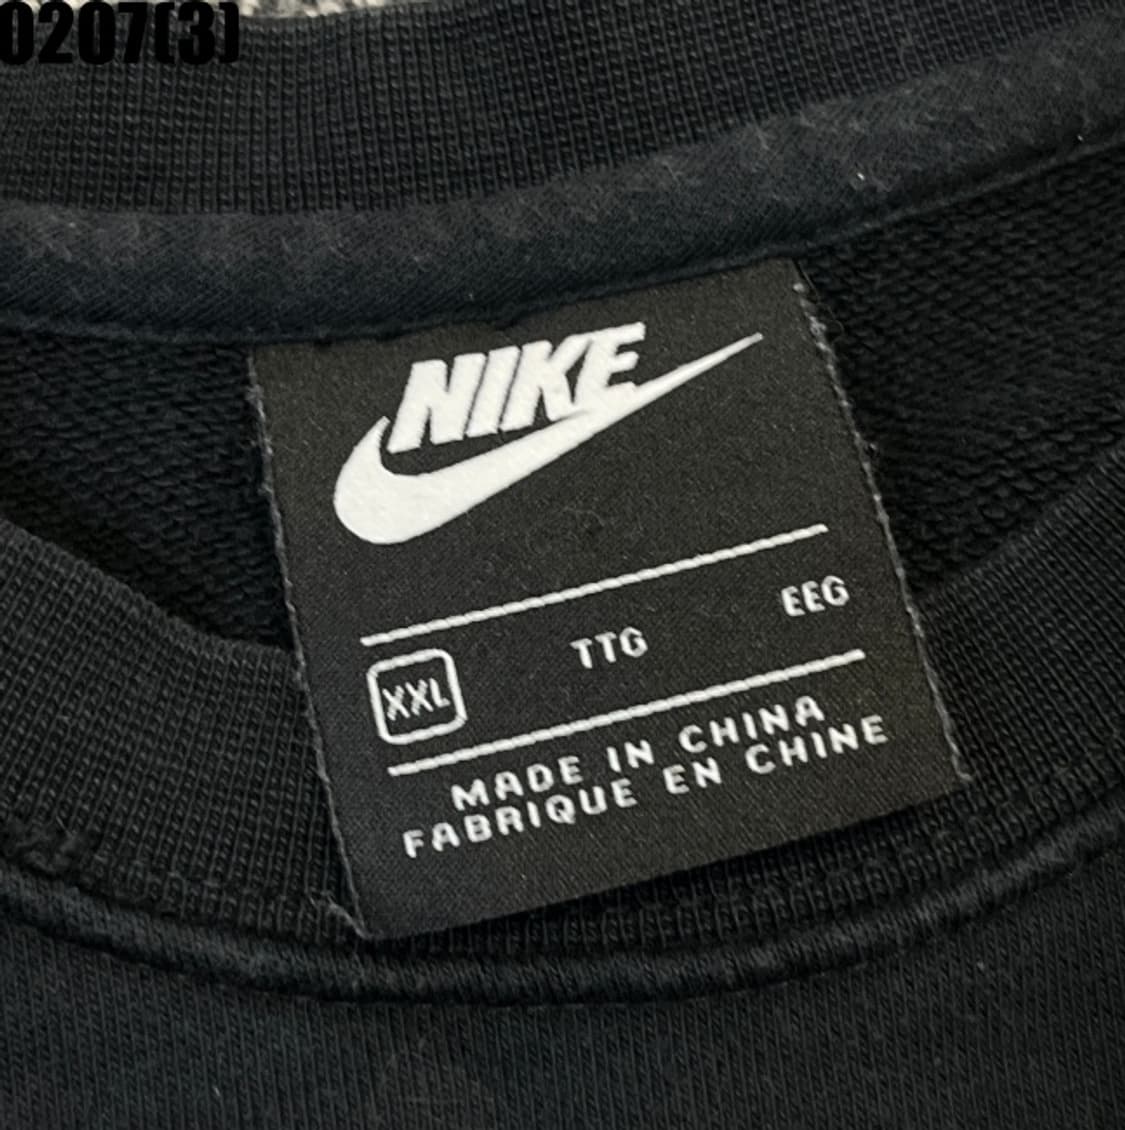 0207(3)
NIKE
XXL TTG EEG
MADE IN CHINA
FABRIQUE EN CHINE